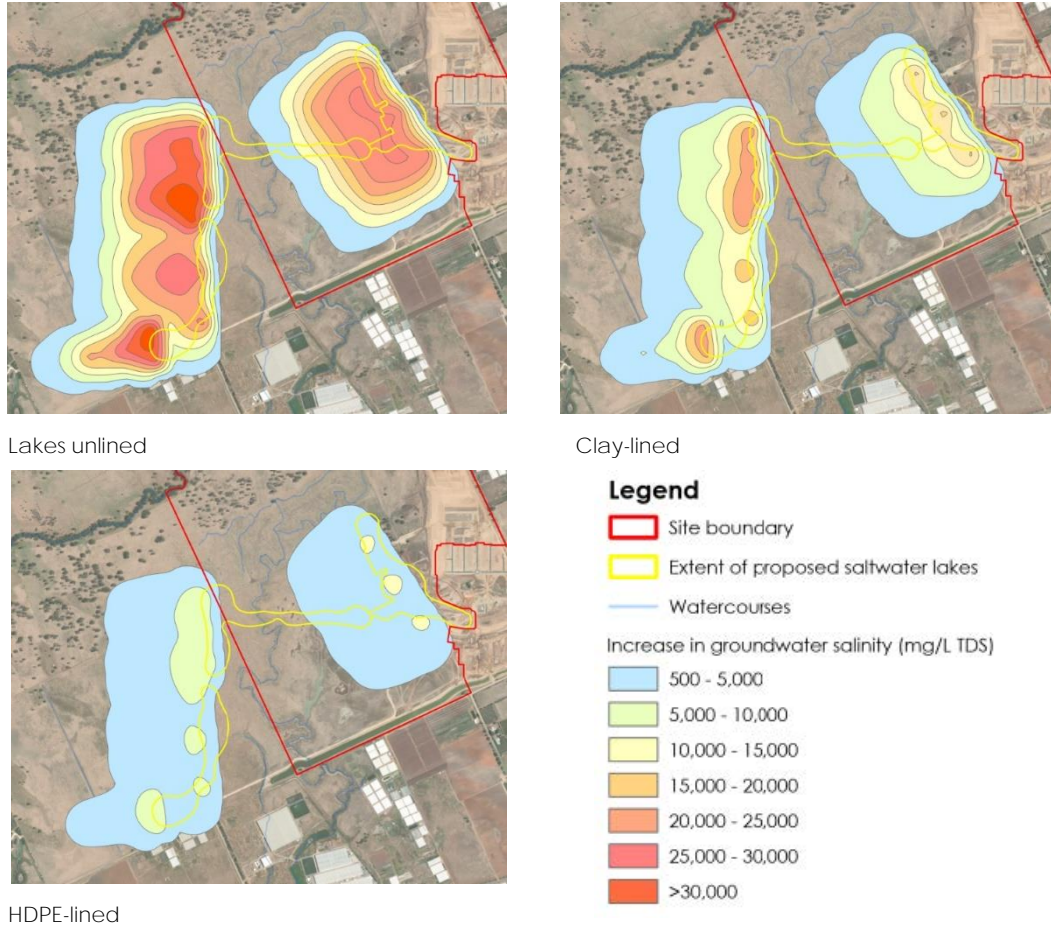 Lakes unlined
Clay-lined
HDPE-lined
Legend
Site boundary
Extent of proposed saltwater lakes
Watercourses
Increase in groundwater salinity (mg/L TDS)
500 - 5,000
5,000 - 10,000
10,000 - 15,000
15,000 - 20,000
20,000 - 25,000
25,000 - 30,000
>30,000